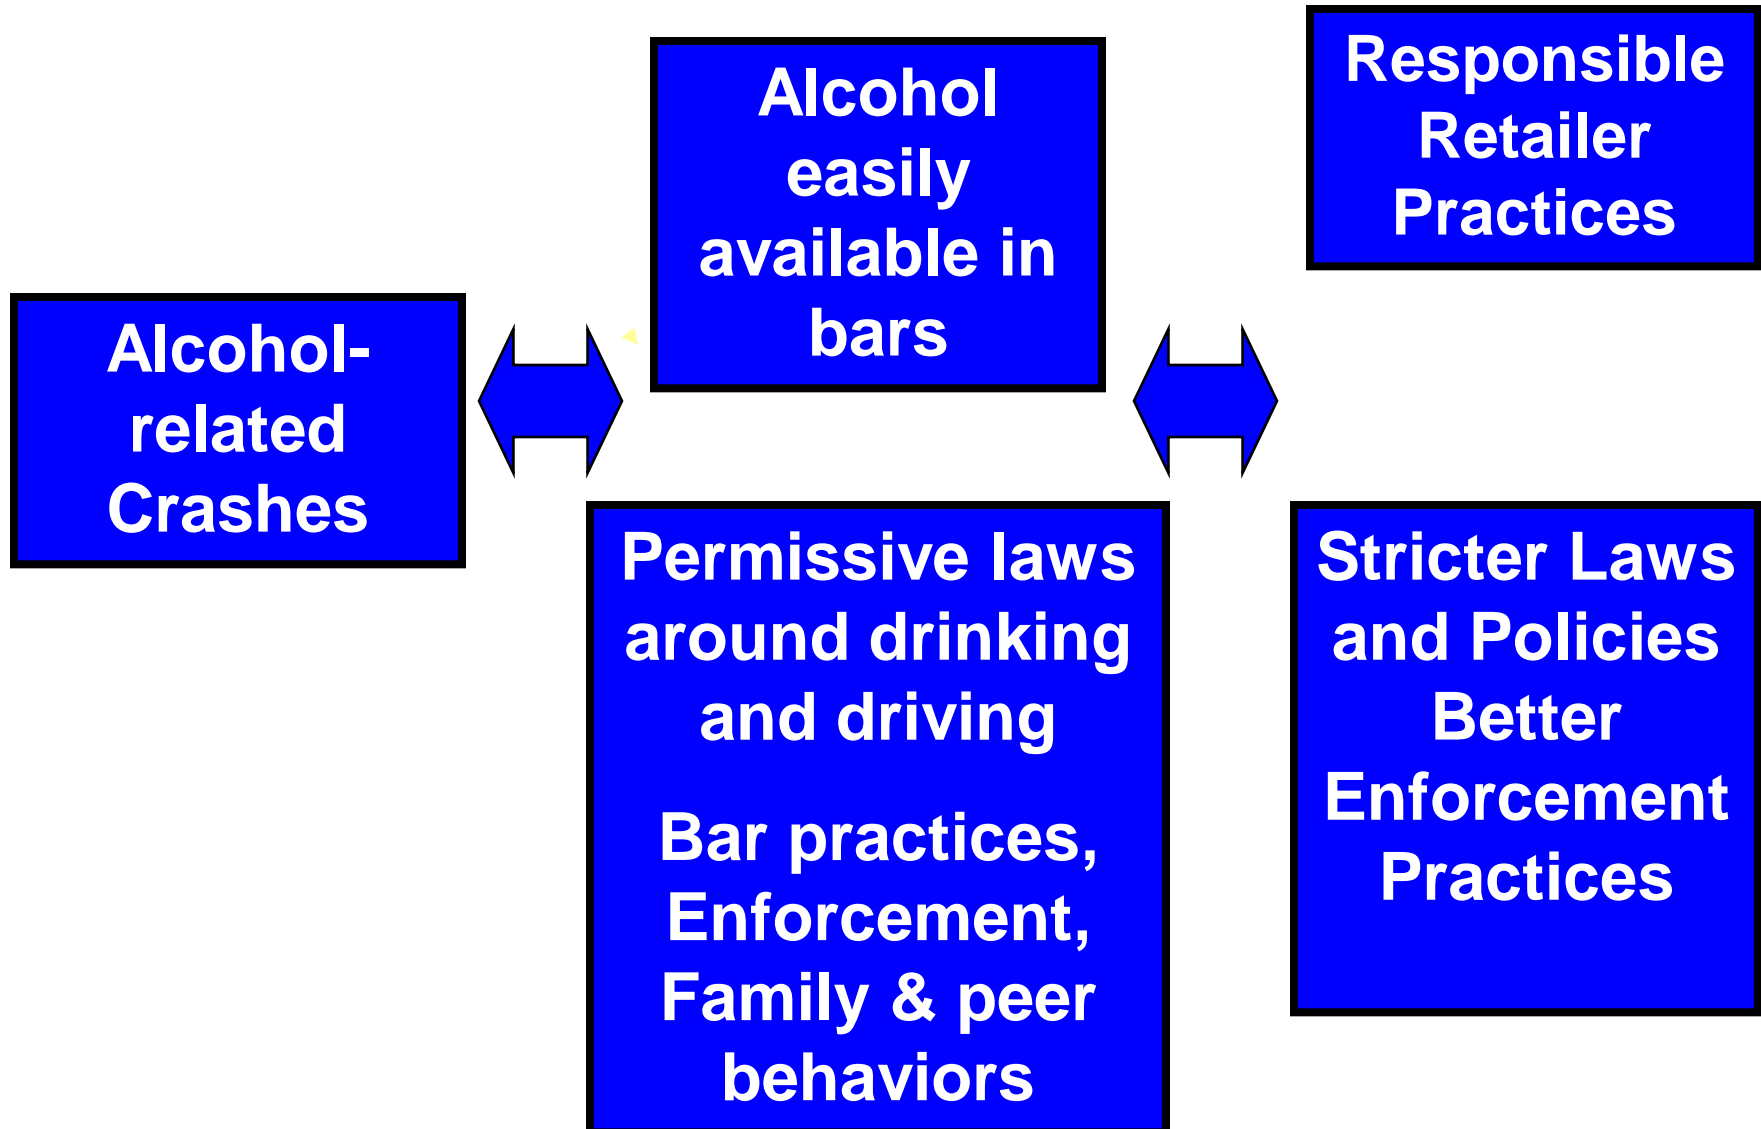 Alcohol-
related
Crashes
Alcohol
easily
available in
bars
Permissive laws
around drinking
and driving
Bar practices,
Enforcement,
Family & peer
behaviors
Responsible
Retailer
Practices
Stricter Laws
and Policies
Better
Enforcement
Practices